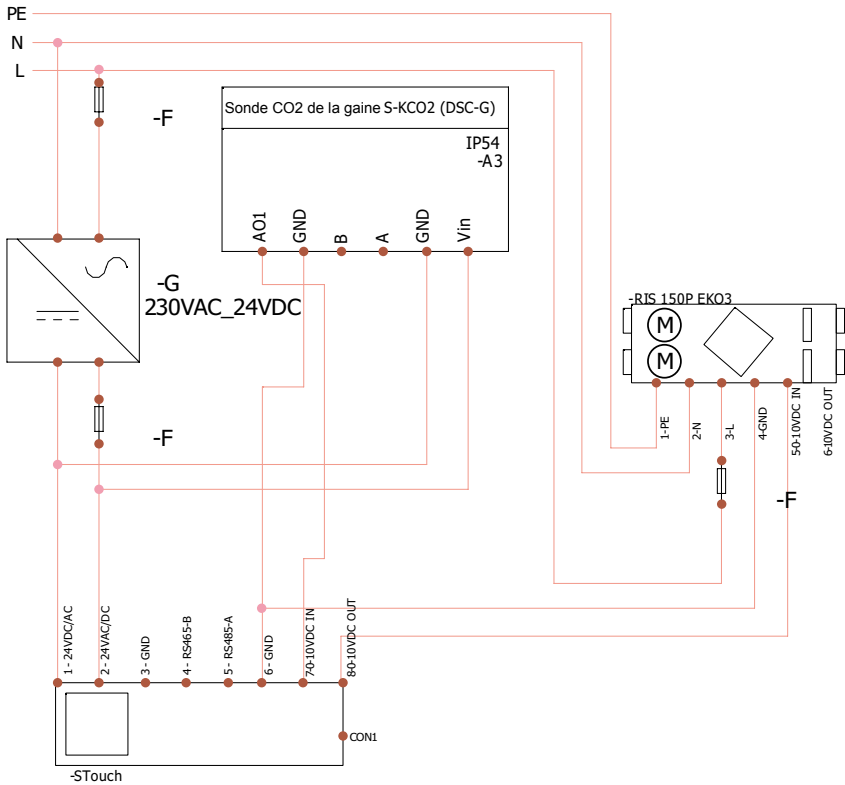 PE
N
L
-F
Sonde CO2 de la gaine S-KCO2 (DSC-G)
IP54
-A3
AO1
GND
B
A
GND
Vin
-G
230VAC_24VDC
-RIS 150P EKO3
M
M
1-PE
2-N
3-L
4-GND
50-10VDC IN
6-10VDC OUT
-F
-F
1 - 24VDC/AC
2 - 24VAC/DC
3 - GND
4 - RS465-B
5 - RS485-A
6 - GND
70-10VDC IN
80-10VDC OUT
CON1
-STouch